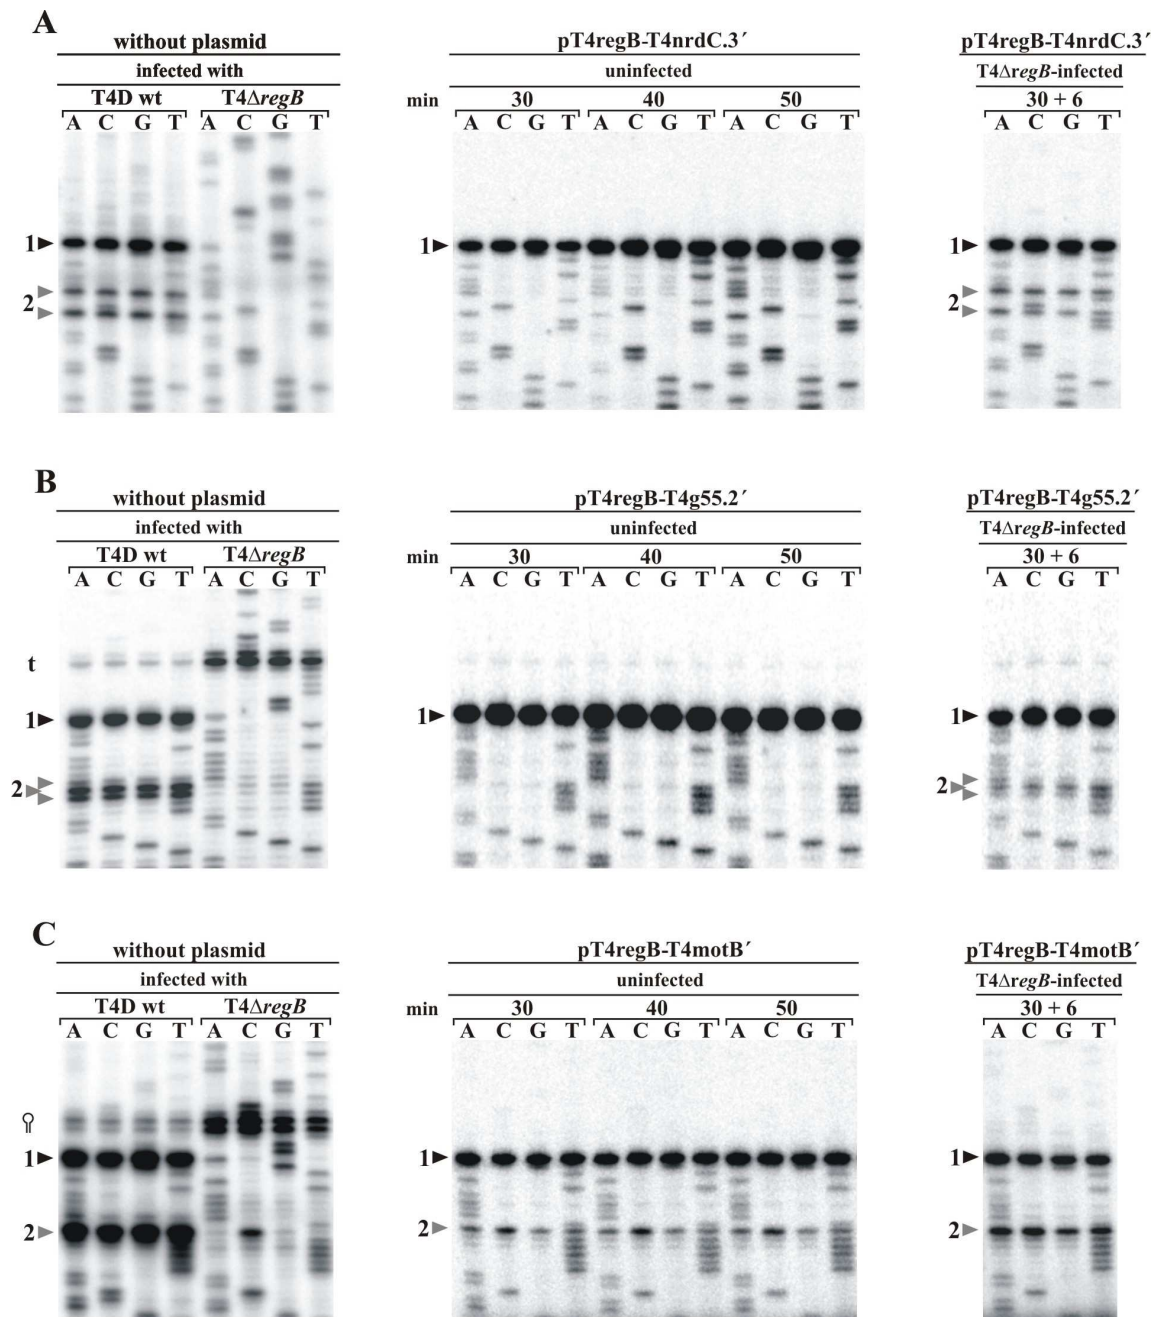 A
without plasmid
pT4regB-T4nrdC.3´
pT4regB-T4nrdC.3´
infected with
uninfected
T4ΔregB-infected
T4D wt T4ΔregB
min 30 40 50
30 + 6
A C G T A C G T
A C G T A C G T A C G T
A C G T
1
1
1
2
2
B
without plasmid
pT4regB-T4g55.2´
pT4regB-T4g55.2´
infected with
uninfected
T4ΔregB-infected
T4D wt T4ΔregB
min 30 40 50
30 + 6
A C G T A C G T
A C G T A C G T A C G T
A C G T
t
1
1
1
2
2
C
without plasmid
pT4regB-T4motB´
pT4regB-T4motB´
infected with
uninfected
T4ΔregB-infected
T4D wt T4ΔregB
min 30 40 50
30 + 6
A C G T A C G T
A C G T A C G T A C G T
A C G T
1
1
1
2
2
2